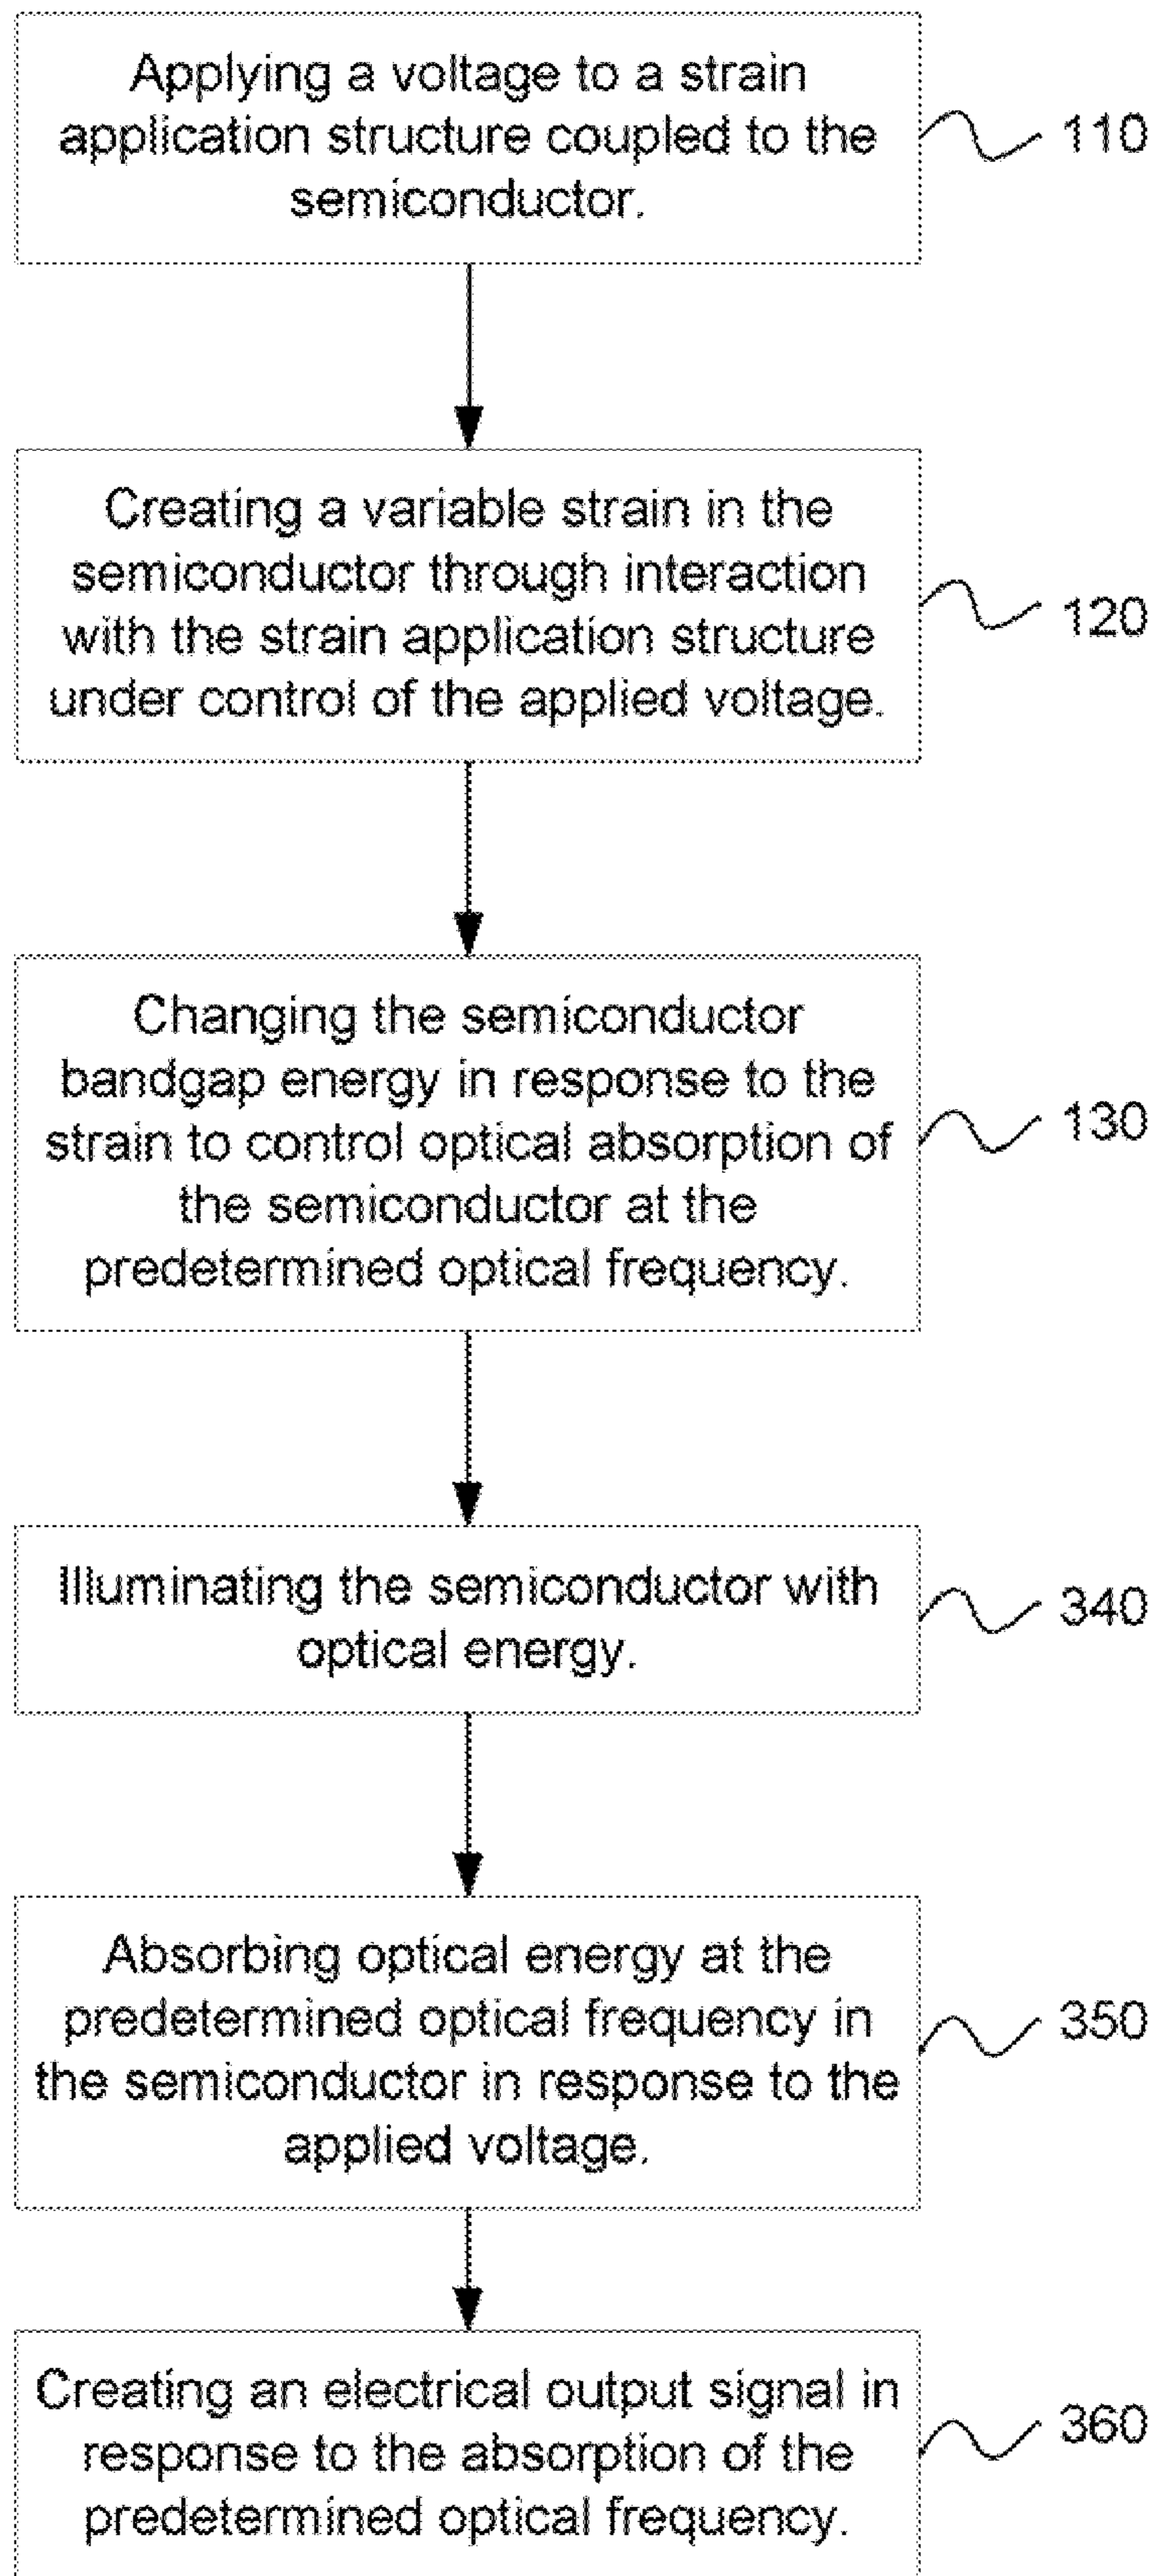 Applying a voltage to a strain
application structure coupled to the
semiconductor.
110
Creating a variable strain in the
semiconductor through interaction
with the strain application structure
under control of the applied voltage.
120
Changing the semiconductor
bandgap energy in response to the
strain to control optical absorption of
the semiconductor at the
predetermined optical frequency.
130
Illuminating the semiconductor with
optical energy.
340
Absorbing optical energy at the
predetermined optical frequency in
the semiconductor in response to the
applied voltage.
350
Creating an electrical output signal in
response to the absorption of the
predetermined optical frequency.
360